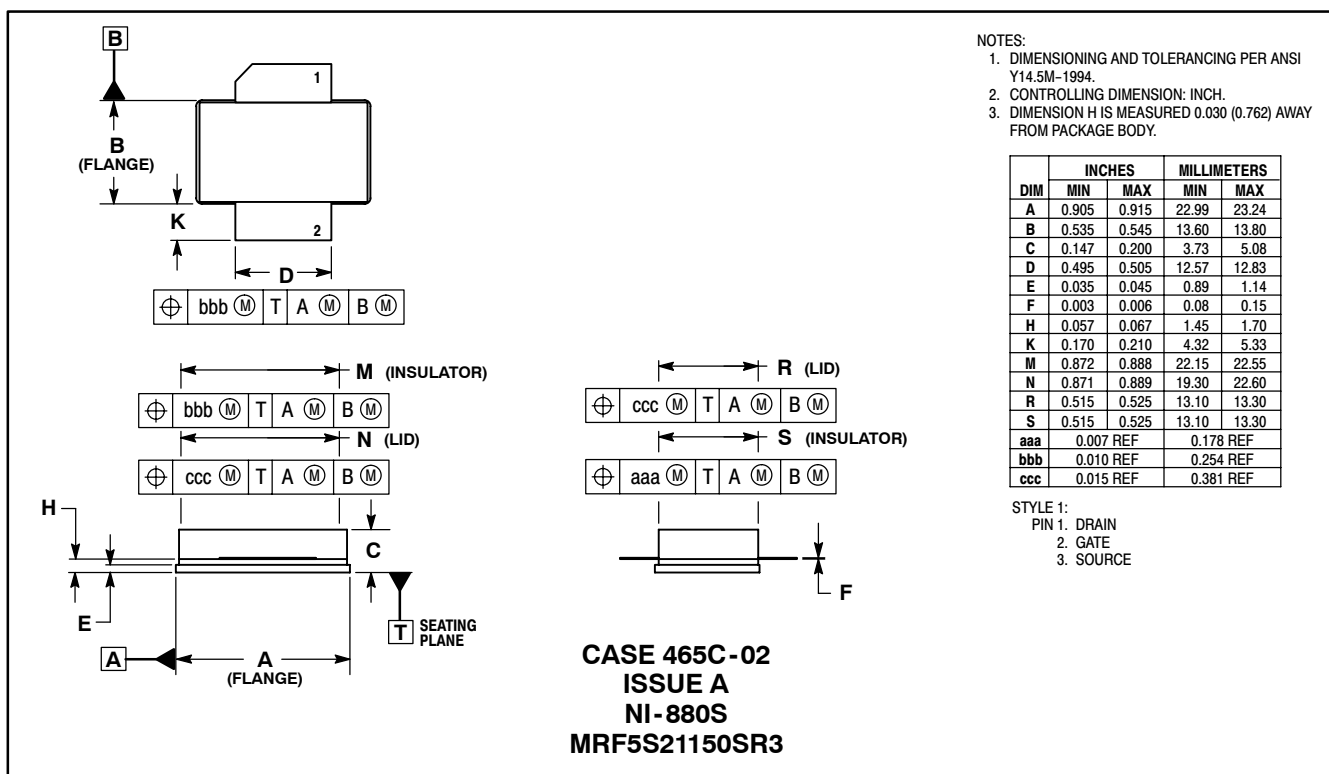 B
1
B
(FLANGE)
K
2
D
⌖ bbb Ⓜ T A Ⓜ B Ⓜ
M (INSULATOR)
⌖ bbb Ⓜ T A Ⓜ B Ⓜ
N (LID)
⌖ ccc Ⓜ T A Ⓜ B Ⓜ
H
C
E
T SEATING
PLANE
A
A
(FLANGE)
R (LID)
⌖ ccc Ⓜ T A Ⓜ B Ⓜ
S (INSULATOR)
⌖ aaa Ⓜ T A Ⓜ B Ⓜ
F
CASE 465C-02
ISSUE A
NI-880S
MRF5S21150SR3
NOTES:
1. DIMENSIONING AND TOLERANCING PER ANSI
Y14.5M-1994.
2. CONTROLLING DIMENSION: INCH.
3. DIMENSION H IS MEASURED 0.030 (0.762) AWAY
FROM PACKAGE BODY.
INCHES MILLIMETERS
DIM MIN MAX MIN MAX
A 0.905 0.915 22.99 23.24
B 0.535 0.545 13.60 13.80
C 0.147 0.200 3.73 5.08
D 0.495 0.505 12.57 12.83
E 0.035 0.045 0.89 1.14
F 0.003 0.006 0.08 0.15
H 0.057 0.067 1.45 1.70
K 0.170 0.210 4.32 5.33
M 0.872 0.888 22.15 22.55
N 0.871 0.889 19.30 22.60
R 0.515 0.525 13.10 13.30
S 0.515 0.525 13.10 13.30
aaa 0.007 REF 0.178 REF
bbb 0.010 REF 0.254 REF
ccc 0.015 REF 0.381 REF
STYLE 1:
PIN 1. DRAIN
2. GATE
3. SOURCE